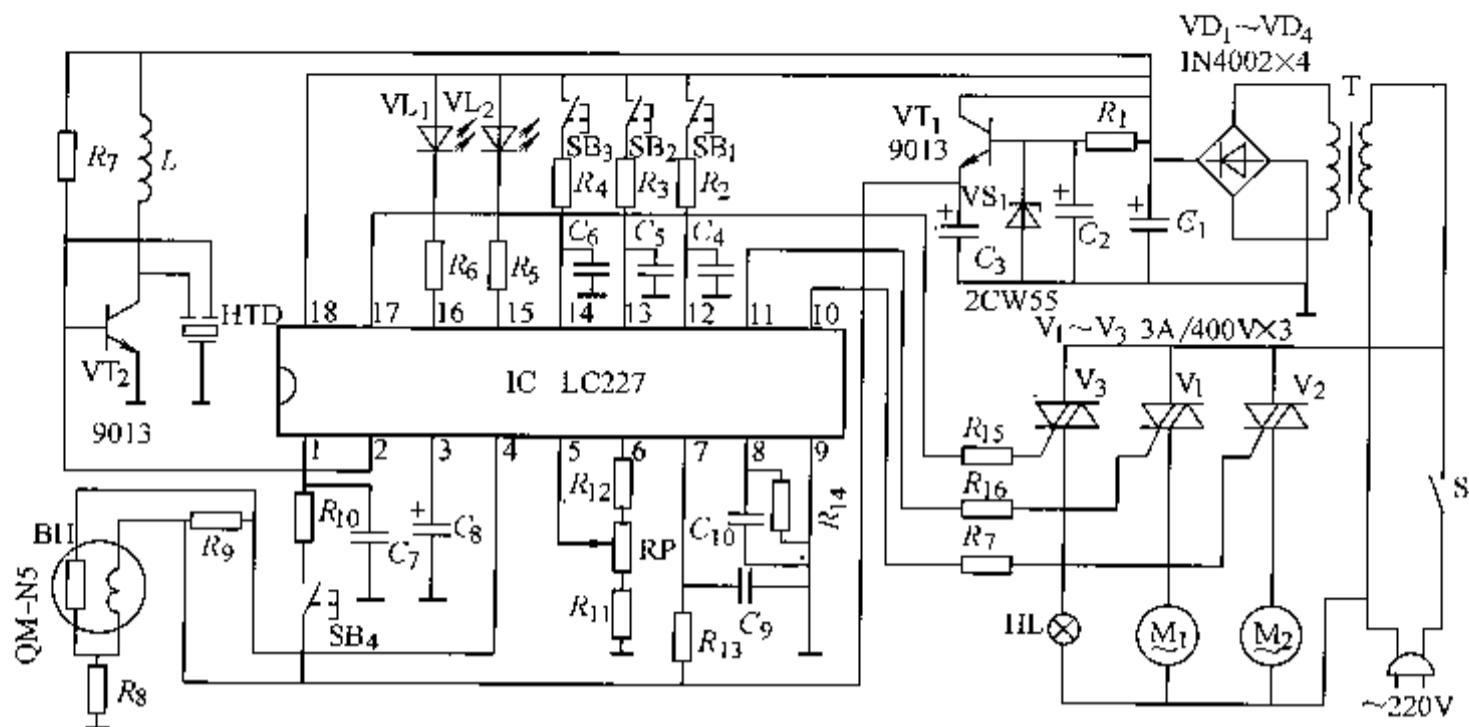 VD₁~VD₄
1N4002×4
T
VL₁
VL₂
VT₁
9013
R₁
R₇
L
SB₃
SB₂
SB₁
R₄
R₃
R₂
VS₁
C₆
C₅
C₄
C₃
C₂
C₁
R₆
R₅
2CW55
HTD
18
17
16
15
14
13
12
11
10
V₁~V₃ 3A/400V×3
VT₂
9013
IC LC227
V₃
V₁
V₂
1
2
3
4
5
6
7
8
9
R₁₅
R₁₆
R₇
S
R₁₂
R₁₀
C₇
C₈
RP
C₁₀
R₁₄
R₉
QM-N5
R₁₁
C₉
SB₄
R₁₃
HL
M₁
M₂
R₈
~220V